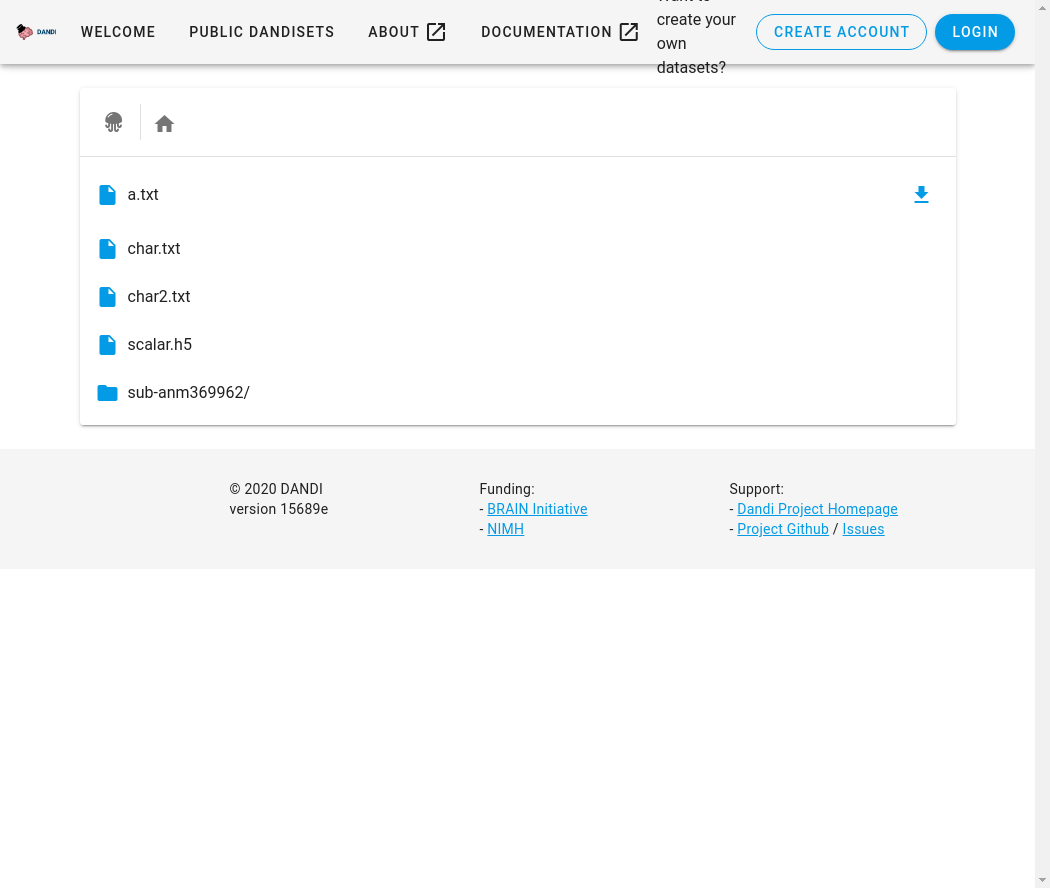 DANDI
WELCOME
PUBLIC DANDISETS
ABOUT
DOCUMENTATION
create your
own
datasets?
CREATE ACCOUNT
LOGIN
a.txt
char.txt
char2.txt
scalar.h5
sub-anm369962/
© 2020 DANDI
version 15689e
Funding:
- BRAIN Initiative
- NIMH
Support:
- Dandi Project Homepage
- Project Github / Issues